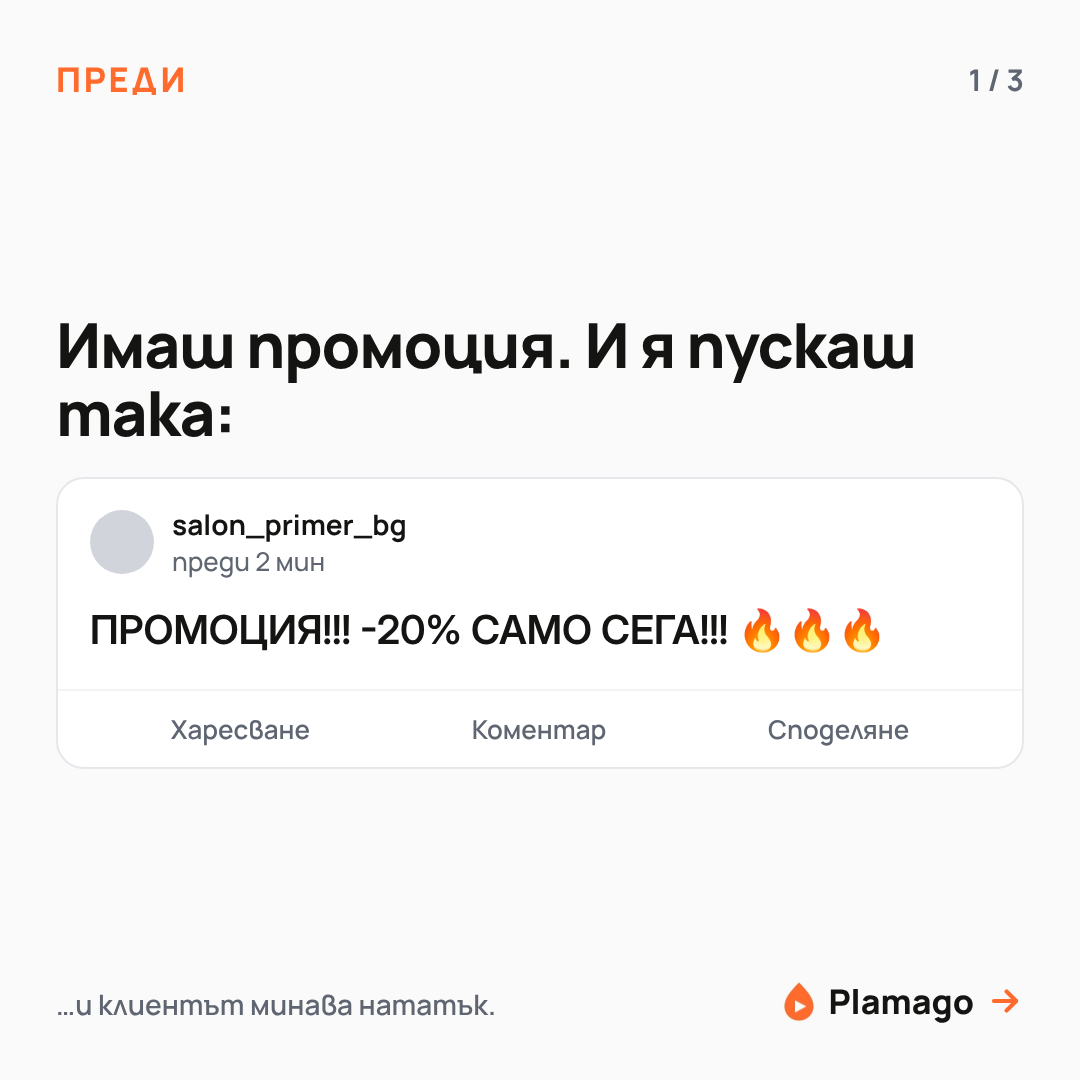 ПРЕДИ
1 / 3
Имаш промоция. И я пускаш
така:
salon_primer_bg
преди 2 мин
ПРОМОЦИЯ!!! -20% САМО СЕГА!!! 🔥🔥🔥
Харесване
Коментар
Споделяне
…и клиентът минава нататък.
Plamago →